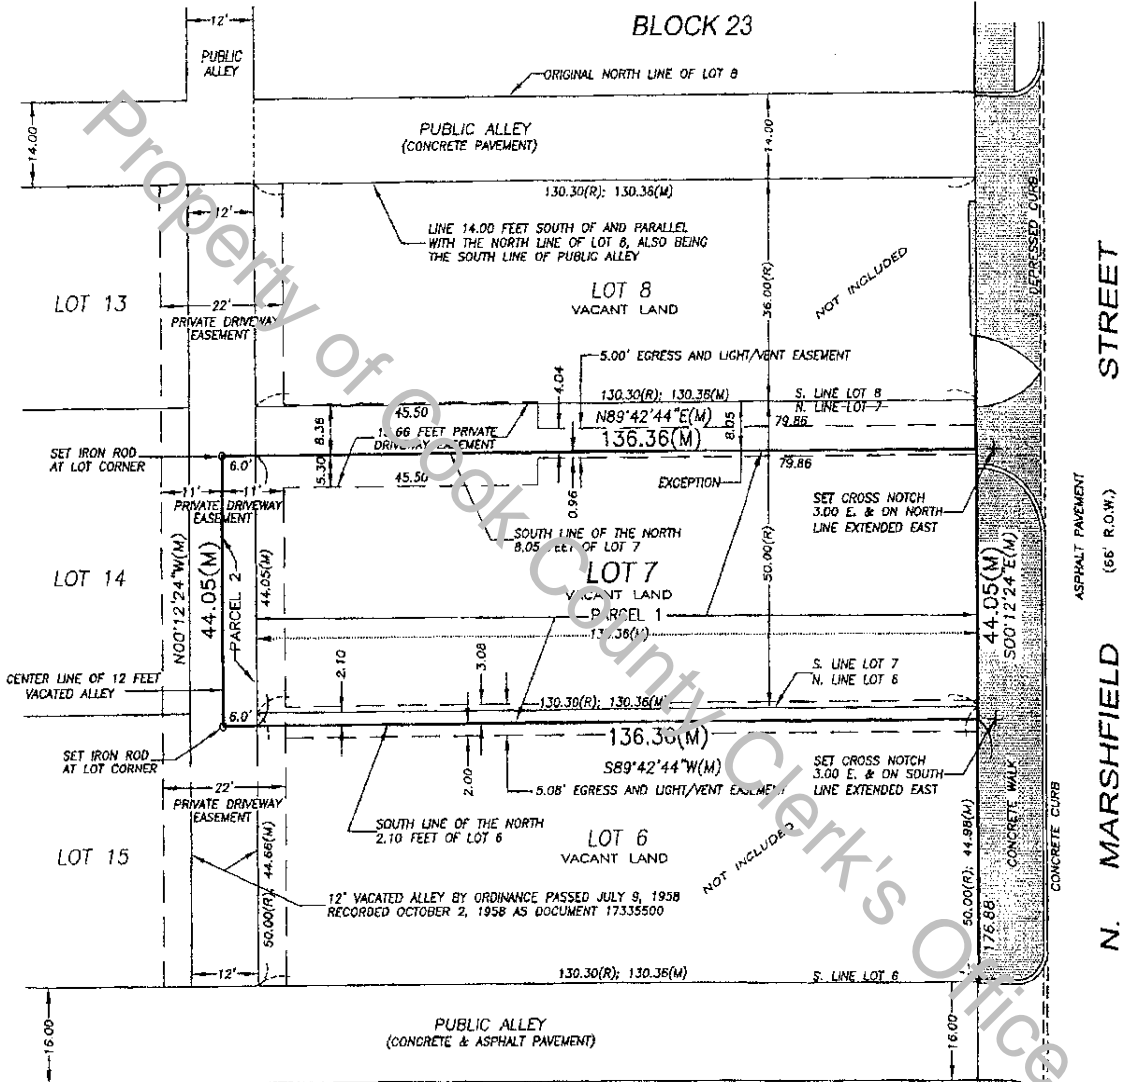 12'
BLOCK 23
PUBLIC
ALLEY
ORIGINAL NORTH LINE OF LOT 8
14.00
PUBLIC ALLEY
(CONCRETE PAVEMENT)
14.00
130.30(R); 130.36(M)
12'
LINE 14.00 FEET SOUTH OF AND PARALLEL
WITH THE NORTH LINE OF LOT 8, ALSO BEING
THE SOUTH LINE OF PUBLIC ALLEY
DEPRESSED CURB
NOT INCLUDED
36.00(R)
LOT 13
22'
LOT 8
VACANT LAND
PRIVATE DRIVEWAY
EASEMENT
5.00' EGRESS AND LIGHT/VENT EASEMENT
4.04
130.30(R); 130.36(M)
S. LINE LOT 8
N. LINE LOT 7
45.50
8.36
N89°42'44"E(M)
8.05
79.86
136.36(M)
FEET PRIVATE
DRIVEWAY EASEMENT
SET IRON ROD
AT LOT CORNER
6.0'
5.30
45.50
0.96
79.86
EXCEPTION
11'
11'
PRIVATE DRIVEWAY
EASEMENT
SET CROSS NOTCH
3.00 E. & ON NORTH
LINE EXTENDED EAST
SOUTH LINE OF THE NORTH
8.05 FEET OF LOT 7
50.00(R)
LOT 14
N00°12'24"W(M)
44.05(M)
PARCEL 2
44.05(M)
LOT 7
VACANT LAND
PARCEL 1
44.05(M)
S00°12'24"E(M)
2.10
3.08
S. LINE LOT 7
N. LINE LOT 6
CENTER LINE OF 12 FEET
VACATED ALLEY
130.30(R); 130.36(M)
6.0'
136.36(M)
S89°42'44"W(M)
SET IRON ROD
AT LOT CORNER
2.00
SET CROSS NOTCH
3.00 E. & ON SOUTH
LINE EXTENDED EAST
22'
5.08' EGRESS AND LIGHT/VENT EASEMENT
PRIVATE DRIVEWAY
EASEMENT
SOUTH LINE OF THE NORTH
2.10 FEET OF LOT 6
LOT 6
VACANT LAND
NOT INCLUDED
LOT 15
50.00(R); 44.66(M)
12' VACATED ALLEY BY ORDINANCE PASSED JULY 9, 1958
RECORDED OCTOBER 2, 1958 AS DOCUMENT 17335500
50.00(R); 44.98(M)
176.88
CONCRETE WALK
CONCRETE CURB
12'
130.30(R); 130.36(M)
S. LINE LOT 6
16.00
PUBLIC ALLEY
(CONCRETE & ASPHALT PAVEMENT)
16.00
ASPHALT PAVEMENT
(66' R.O.W.)
N. MARSHFIELD STREET
Property of Cook County Clerk's Office